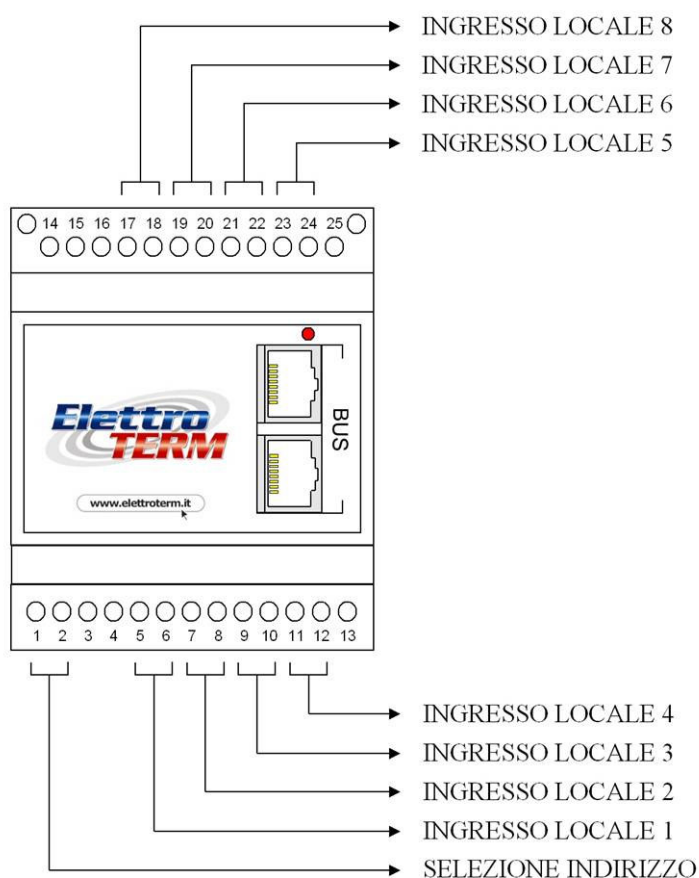 INGRESSO LOCALE 8
INGRESSO LOCALE 7
INGRESSO LOCALE 6
INGRESSO LOCALE 5
14 15 16 17 18 19 20 21 22 23 24 25
Elettro
TERM
www.elettroterm.it
BUS
1 2 3 4 5 6 7 8 9 10 11 12 13
INGRESSO LOCALE 4
INGRESSO LOCALE 3
INGRESSO LOCALE 2
INGRESSO LOCALE 1
SELEZIONE INDIRIZZO